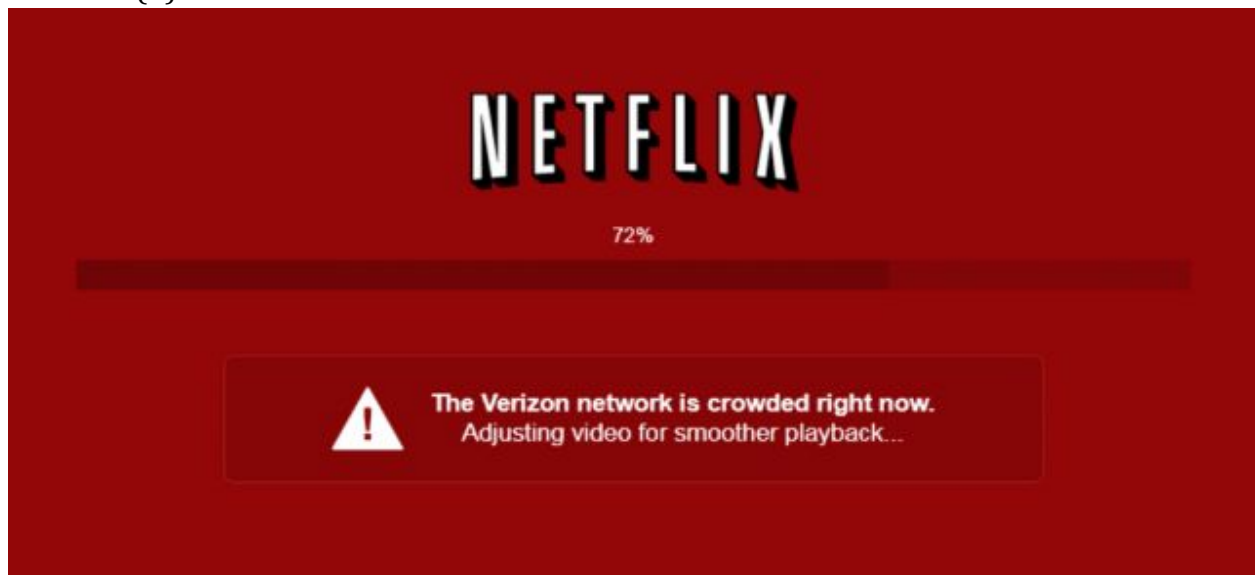 NETFLIX
72%
The Verizon network is crowded right now.
Adjusting video for smoother playback...